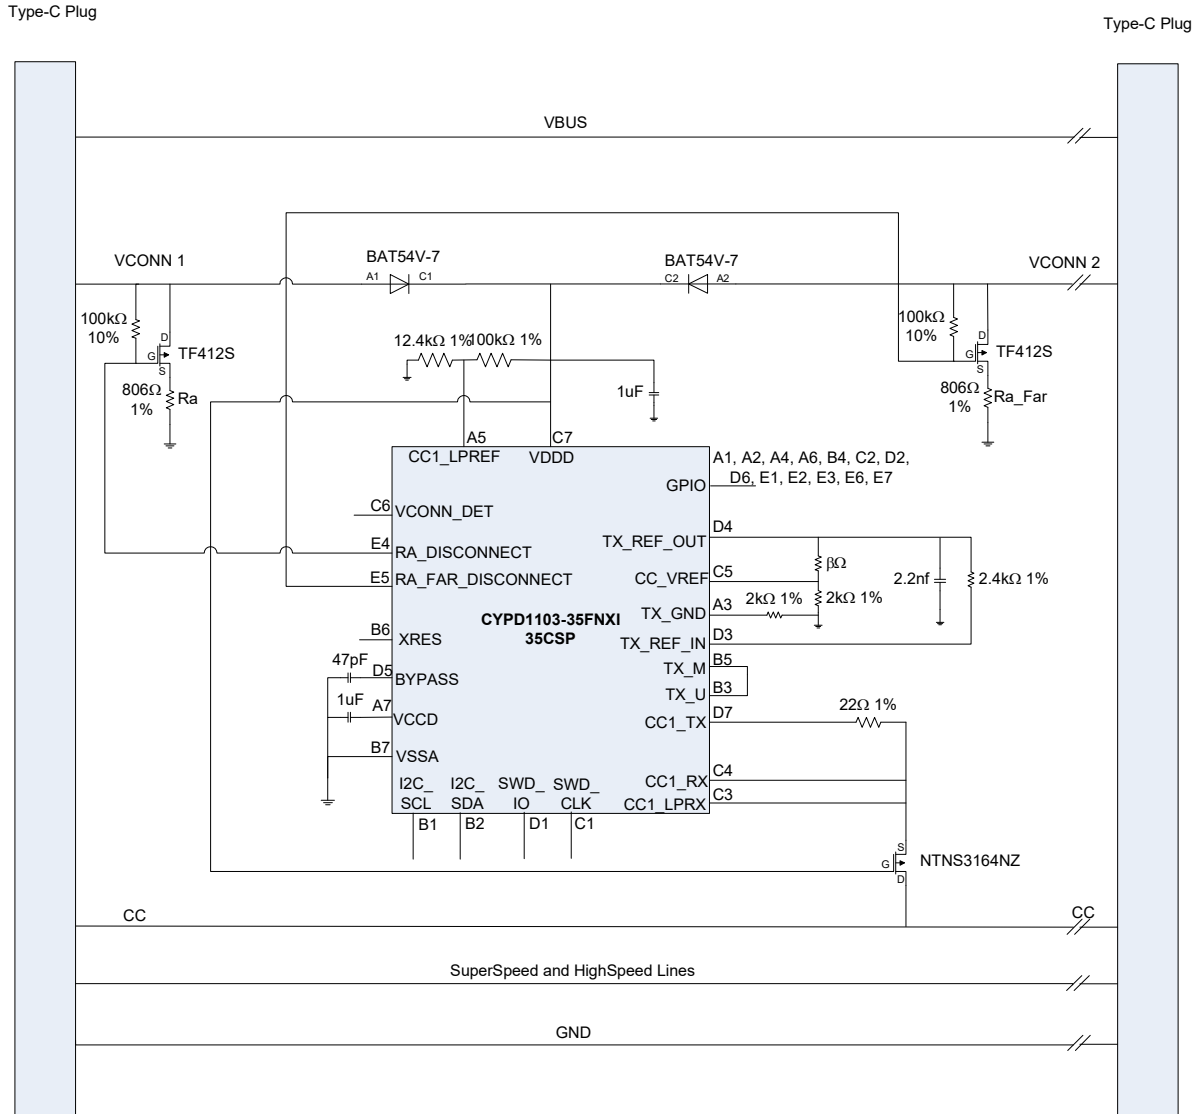 Type-C Plug
Type-C Plug
VBUS
VCONN 1
BAT54V-7
A1
C1
BAT54V-7
C2
A2
VCONN 2
100kΩ
10%
D
G
S
TF412S
806Ω
1%
Ra
12.4kΩ 1%
100kΩ 1%
1uF
100kΩ
10%
D
G
S
TF412S
806Ω
1%
Ra_Far
A5
C7
CC1_LPREF
VDDD
A1, A2, A4, A6, B4, C2, D2,
D6, E1, E2, E3, E6, E7
GPIO
C6
VCONN_DET
E4
RA_DISCONNECT
E5
RA_FAR_DISCONNECT
D4
TX_REF_OUT
βΩ
C5
CC_VREF
2.2nf
2.4kΩ 1%
2kΩ 1%
2kΩ 1%
A3
TX_GND
CYPD1103-35FNXI
35CSP
D3
TX_REF_IN
B6
XRES
B5
TX_M
47pF
D5
BYPASS
B3
TX_U
1uF
A7
VCCD
D7
CC1_TX
22Ω 1%
B7
VSSA
C4
CC1_RX
C3
CC1_LPRX
I2C_
SCL
I2C_
SDA
SWD_
IO
SWD_
CLK
B1
B2
D1
C1
S
G
D
NTNS3164NZ
CC
CC
SuperSpeed and HighSpeed Lines
GND